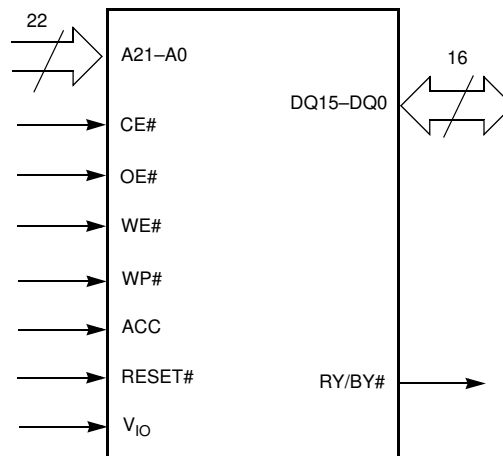 22
A21–A0
16
DQ15–DQ0
CE#
OE#
WE#
WP#
ACC
RESET#
RY/BY#
VIO